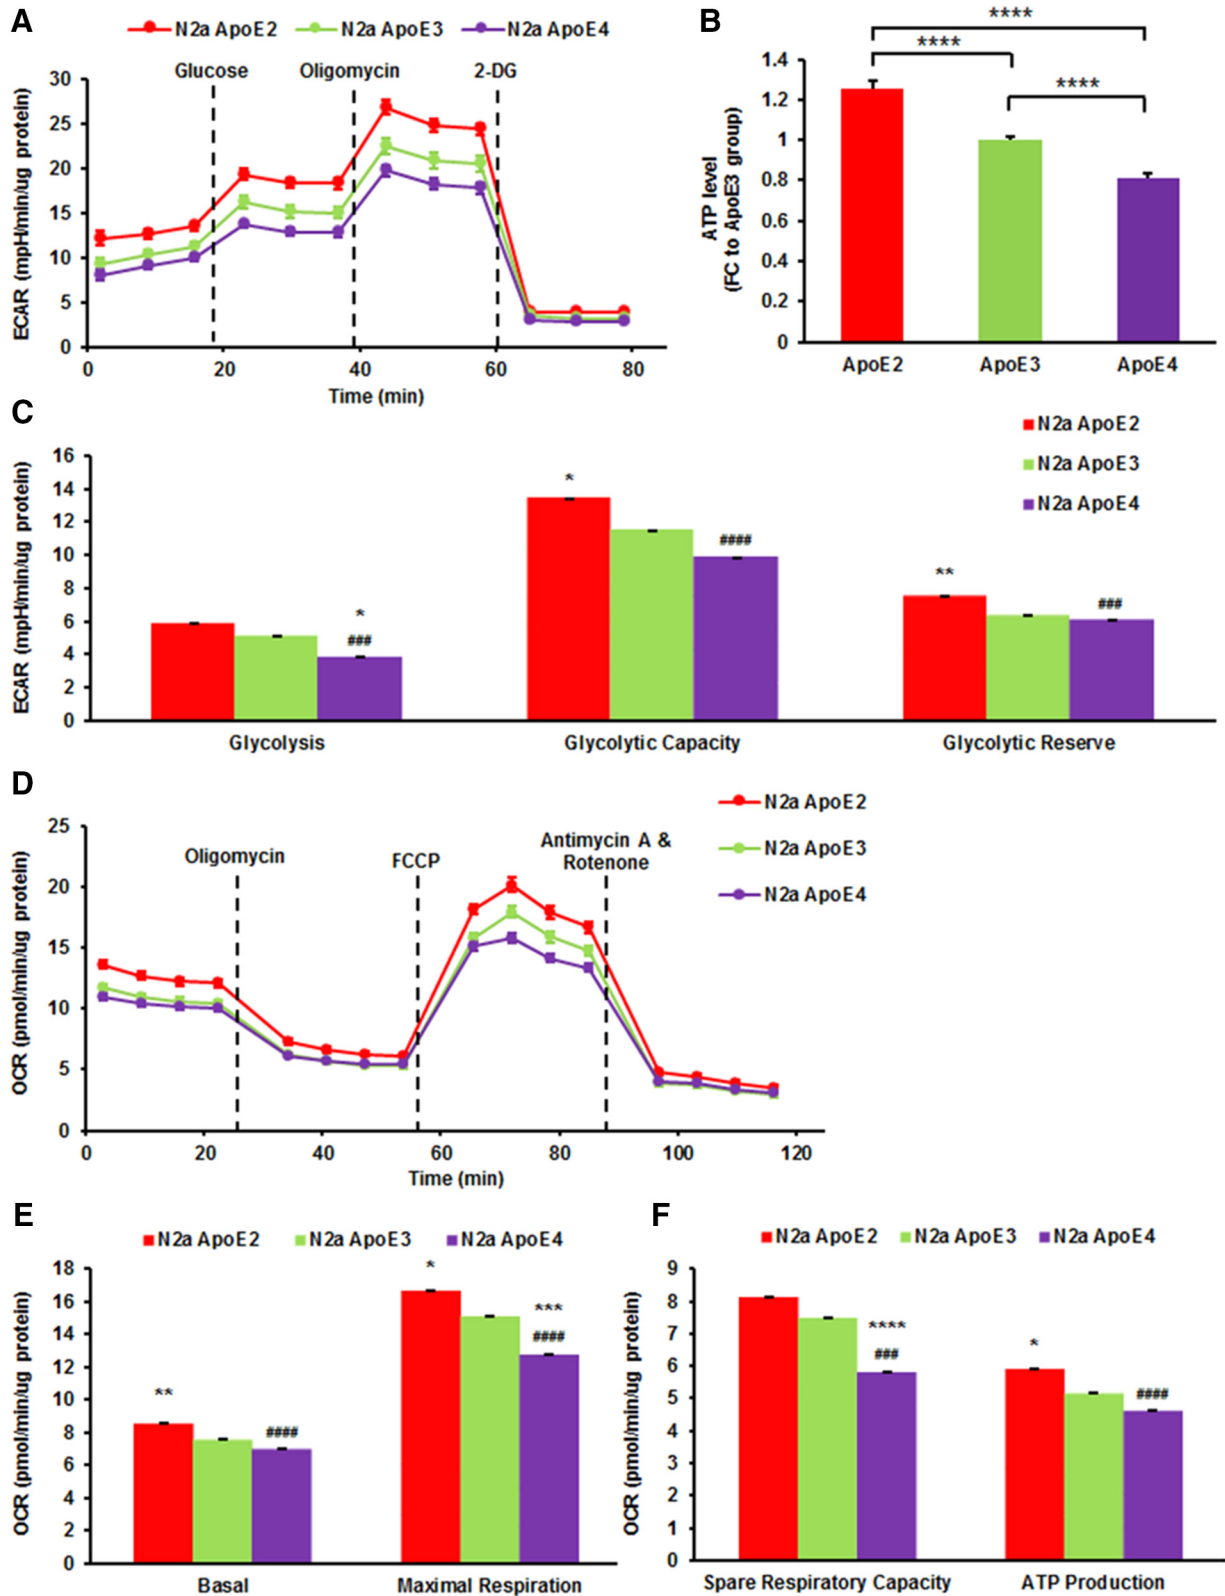 A
N2a ApoE2 N2a ApoE3 N2a ApoE4
Glucose Oligomycin 2-DG
ECAR (mpH/min/ug protein)
30
25
20
15
10
5
0
0 20 40 60 80
Time (min)
B
****
****
****
ATP level
(FC to ApoE3 group)
1.4
1.2
1
0.8
0.6
0.4
0.2
0
ApoE2 ApoE3 ApoE4
C
N2a ApoE2
N2a ApoE3
N2a ApoE4
ECAR (mpH/min/ug protein)
16
14
12
10
8
6
4
2
0
*
###
*
####
**
###
Glycolysis Glycolytic Capacity Glycolytic Reserve
D
N2a ApoE2
N2a ApoE3
N2a ApoE4
Oligomycin FCCP
Antimycin A &
Rotenone
OCR (pmol/min/ug protein)
25
20
15
10
5
0
0 20 40 60 80 100 120
Time (min)
E
N2a ApoE2 N2a ApoE3 N2a ApoE4
OCR (pmol/min/ug protein)
18
16
14
12
10
8
6
4
2
0
**
####
*
***
####
Basal Maximal Respiration
F
N2a ApoE2 N2a ApoE3 N2a ApoE4
OCR (pmol/min/ug protein)
9
8
7
6
5
4
3
2
1
0
****
###
*
####
Spare Respiratory Capacity ATP Production